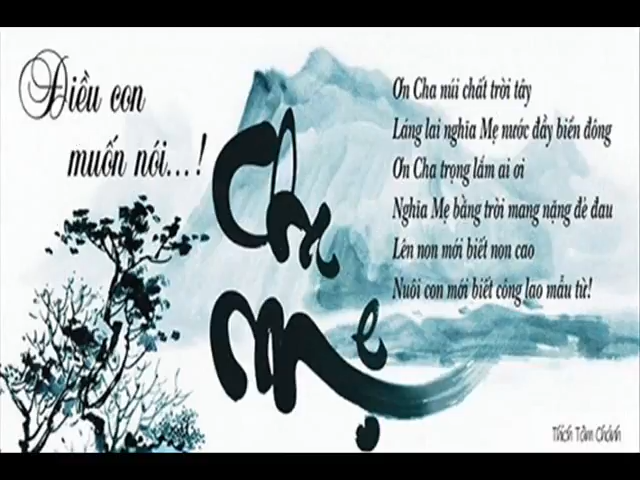 Điều con
muốn nói...!
Cha
Mẹ
Ơn Cha núi chất trời tây
Láng lai nghĩa Mẹ nước đầy biển đông
Ơn Cha trọng lắm ai ơi
Nghĩa Mẹ bằng trời mang nặng đẻ đau
Lên non mới biết non cao
Nuôi con mới biết công lao mẫu từ!
Thích Tâm Chánh